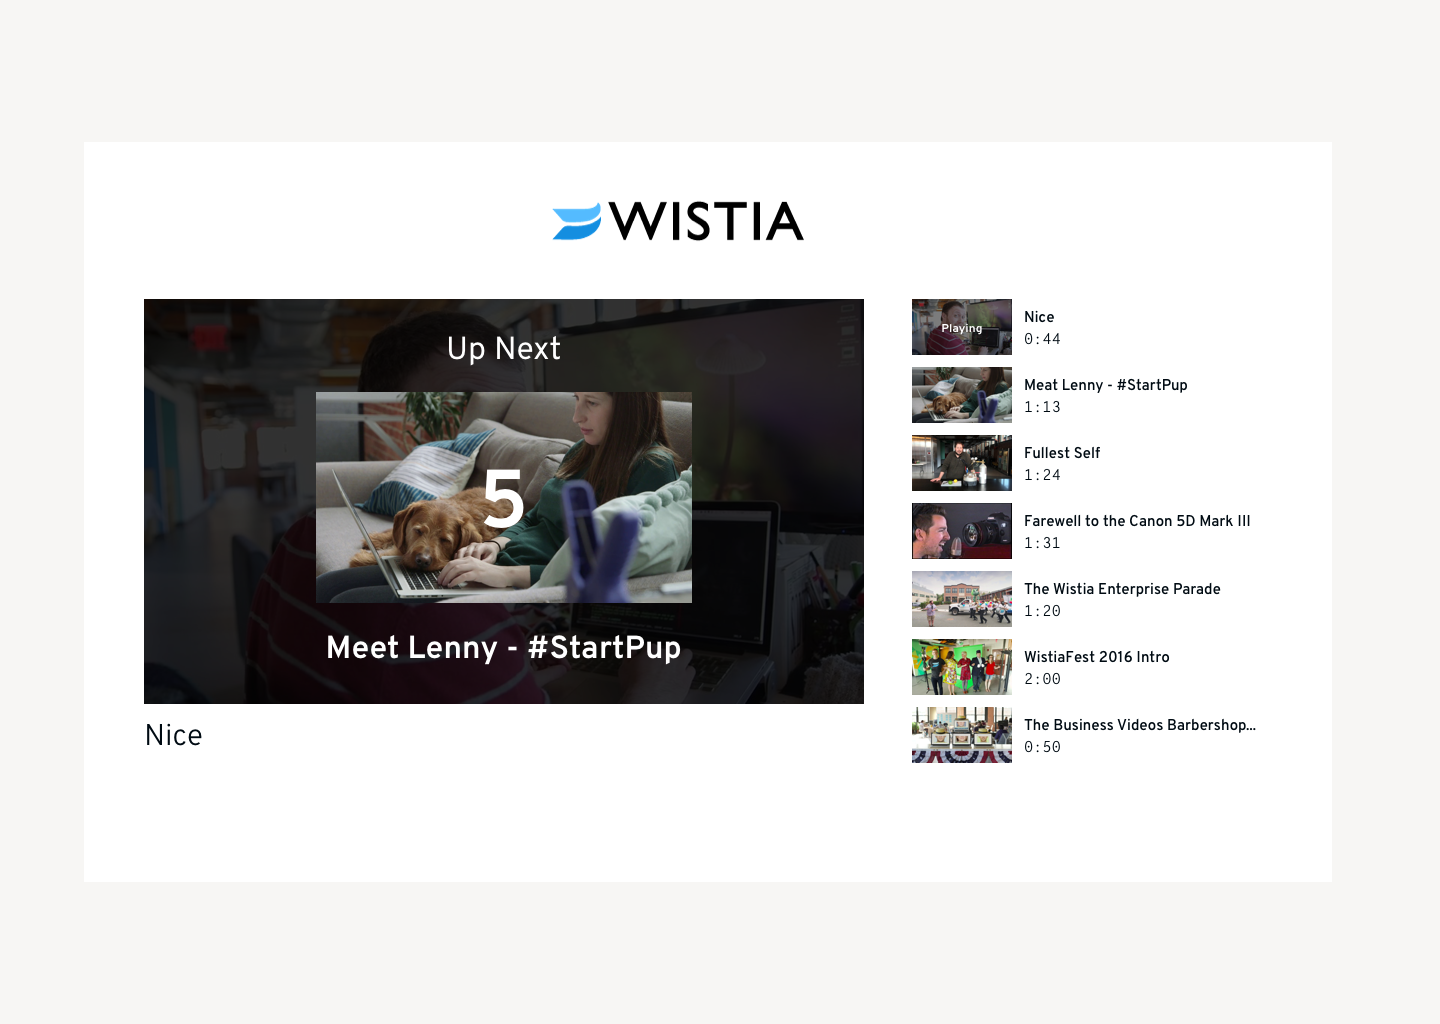 WISTIA
Up Next
5
Meet Lenny - #StartPup
Nice
Playing
Nice
0:44
Meat Lenny - #StartPup
1:13
Fullest Self
1:24
Farewell to the Canon 5D Mark III
1:31
The Wistia Enterprise Parade
1:20
WistiaFest 2016 Intro
2:00
The Business Videos Barbershop...
0:50